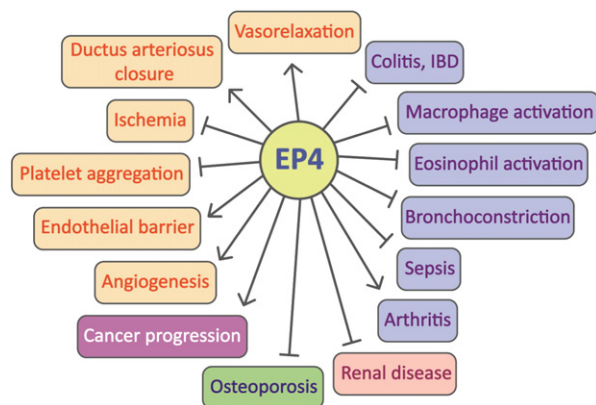 Vasorelaxation
Ductus arteriosus
closure
Colitis, IBD
Ischemia
Macrophage activation
EP4
Platelet aggregation
Eosinophil activation
Endothelial barrier
Bronchoconstriction
Angiogenesis
Sepsis
Arthritis
Cancer progression
Osteoporosis
Renal disease